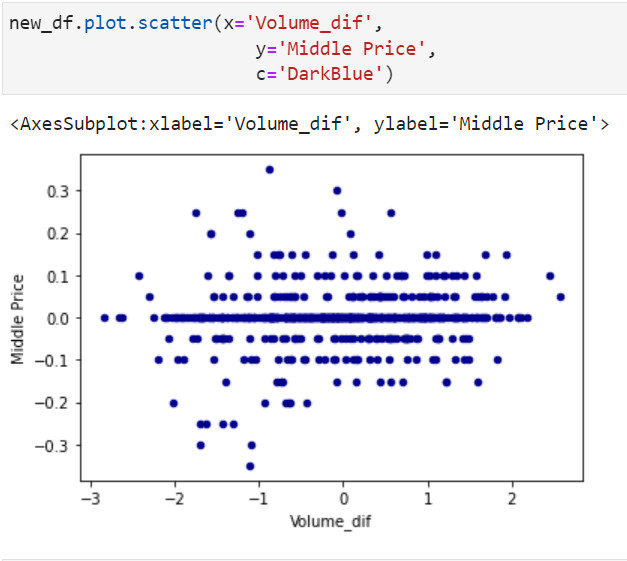 new_df.plot.scatter(x='Volume_dif',
y='Middle Price',
c='DarkBlue')
<AxesSubplot:xlabel='Volume_dif', ylabel='Middle Price'>
0.3
0.2
0.1
0.0
−0.1
−0.2
−0.3
Middle Price
−3 −2 −1 0 1 2
Volume_dif